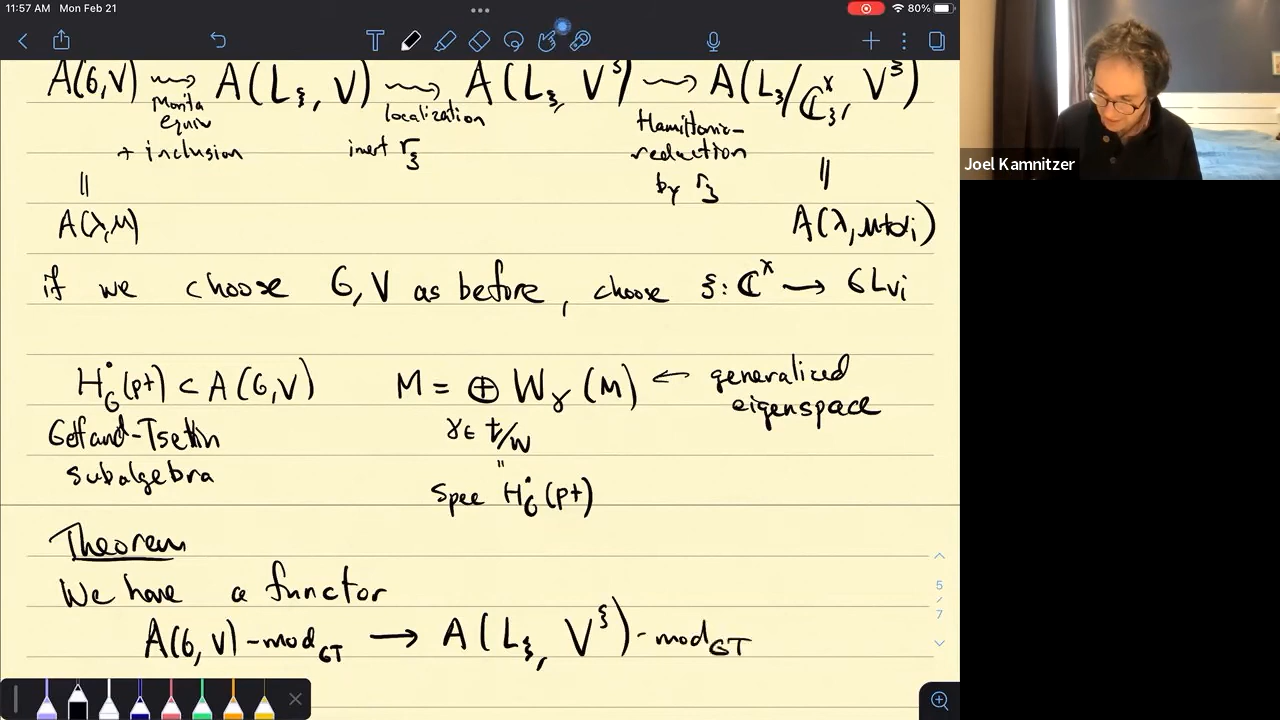 11:57 AM Mon Feb 21
80%
A(G,V) ⇝ A(L_ξ, V) ⇝ A(L_ξ, V^ξ) ⇝ A(L_ξ/ℂ^×_ξ, V^ξ)
Morita equiv + inclusion
localization
invert r_ξ
Hamiltonian reduction by r_ξ
|| ||
A(λ,μ) A(λ, μ+α_i)
if we choose G,V as before, choose ξ: ℂ^× → GL_{v_i}
H^•_G(pt) ⊂ A(G,V) M = ⊕ W_γ(M) ← generalized
eigenspace
Gelfand-Tsetlin γ∈ t/W
subalgebra "
Spec H^•_G(pt)
Theorem
We have a functor
A(G,V)-mod_GT → A(L_ξ, V^ξ)-mod_GT
5
/
7
Joel Kamnitzer